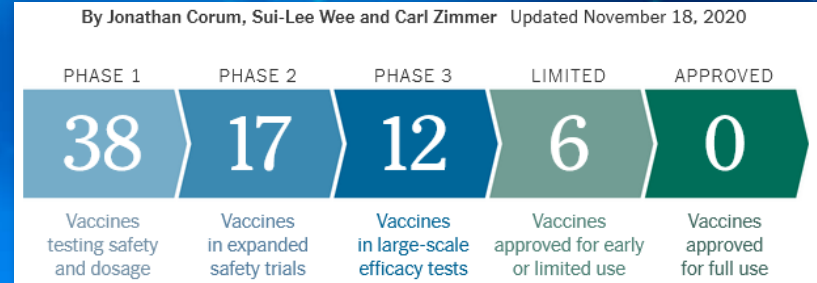 By Jonathan Corum, Sui-Lee Wee and Carl Zimmer Updated November 18, 2020
PHASE 1 PHASE 2 PHASE 3 LIMITED APPROVED
38 17 12 6 0
Vaccines testing safety and dosage
Vaccines in expanded safety trials
Vaccines in large-scale efficacy tests
Vaccines approved for early or limited use
Vaccines approved for full use